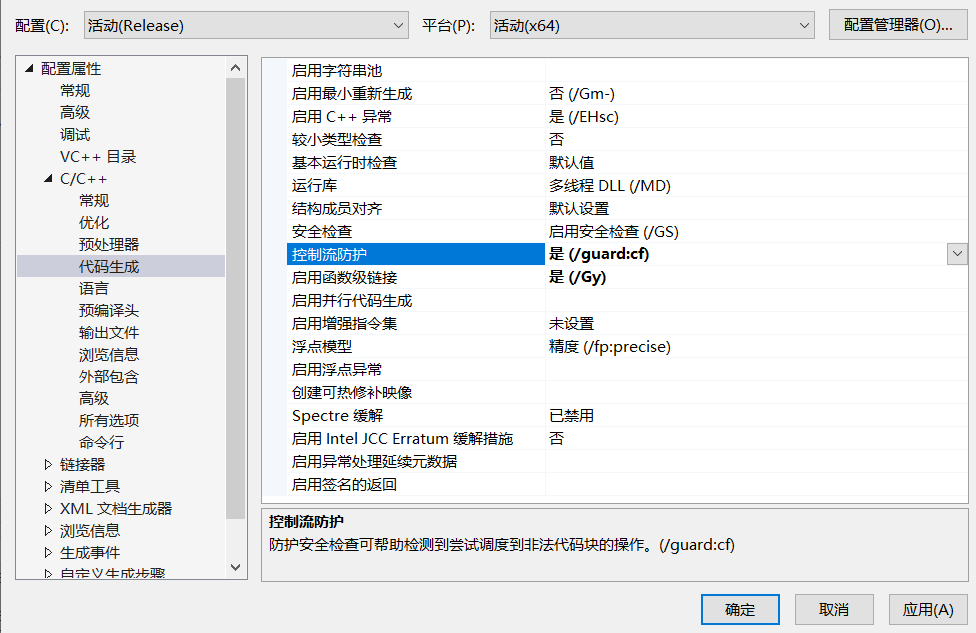 配置(C): 活动(Release) 平台(P): 活动(x64) 配置管理器(O)...
配置属性
常规
高级
调试
VC++ 目录
C/C++
常规
优化
预处理器
代码生成
语言
预编译头
输出文件
浏览信息
外部包含
高级
所有选项
命令行
链接器
清单工具
XML 文档生成器
浏览信息
生成事件
自定义生成步骤
启用字符串池
启用最小重新生成 否 (/Gm-)
启用 C++ 异常 是 (/EHsc)
较小类型检查 否
基本运行时检查 默认值
运行库 多线程 DLL (/MD)
结构成员对齐 默认设置
安全检查 启用安全检查 (/GS)
控制流防护 是 (/guard:cf)
启用函数级链接 是 (/Gy)
启用并行代码生成
启用增强指令集 未设置
浮点模型 精度 (/fp:precise)
启用浮点异常
创建可热修补映像
Spectre 缓解 已禁用
启用 Intel JCC Erratum 缓解措施 否
启用异常处理延续元数据
启用签名的返回
控制流防护
防护安全检查可帮助检测到尝试调度到非法代码块的操作。(/guard:cf)
确定 取消 应用(A)